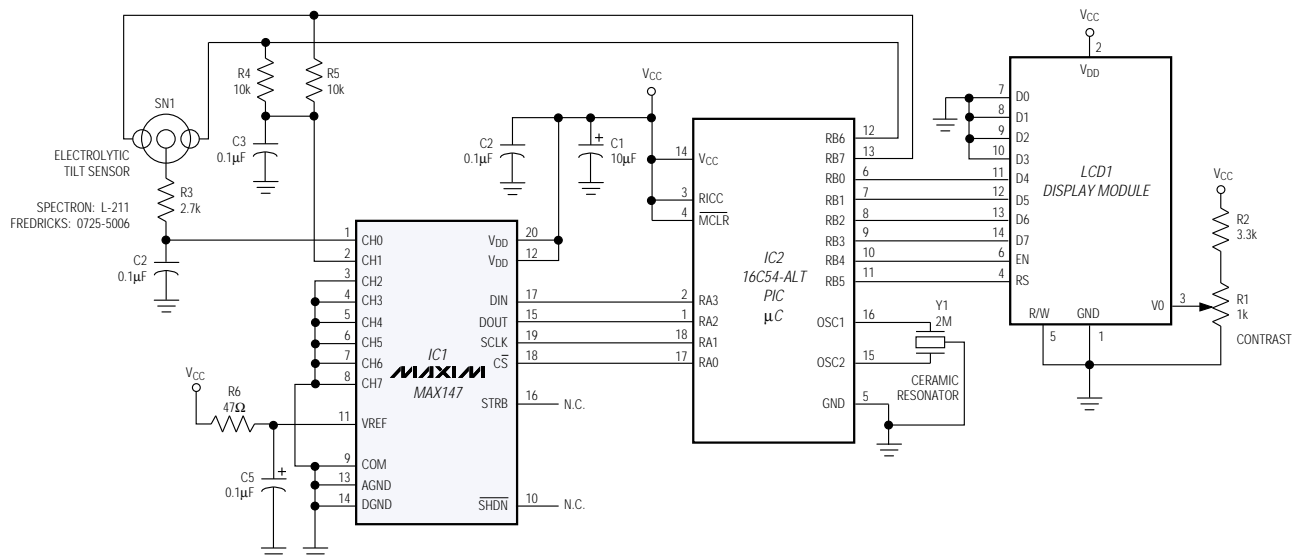 VCC
2
VDD
R4
10k
R5
10k
SN1
ELECTROLYTIC
TILT SENSOR
SPECTRON: L-211
FREDRICKS: 0725-5006
C3
0.1µF
R3
2.7k
C2
0.1µF
VCC
C2
0.1µF
+
C1
10µF
1 CH0
2 CH1
3 CH2
4 CH3
5 CH4
6 CH5
7 CH6
8 CH7
11 VREF
9 COM
13 AGND
14 DGND
VDD 20
VDD 12
DIN 17
DOUT 15
SCLK 19
CS 18
STRB 16 N.C.
SHDN 10 N.C.
IC1
MAXIM
MAX147
VCC
R6
47Ω
C5
0.1µF
+
14 VCC
3 RICC
4 MCLR
2 RA3
1 RA2
18 RA1
17 RA0
IC2
16C54-ALT
PIC
µC
RB6 12
RB7 13
RB0 6
RB1 7
RB2 8
RB3 9
RB4 10
RB5 11
OSC1 16
OSC2 15
GND 5
Y1
2M
CERAMIC
RESONATOR
7 D0
8 D1
9 D2
10 D3
11 D4
12 D5
13 D6
14 D7
6 EN
4 RS
LCD1
DISPLAY MODULE
R/W
5
GND
1
V0 3
VCC
R2
3.3k
R1
1k
CONTRAST